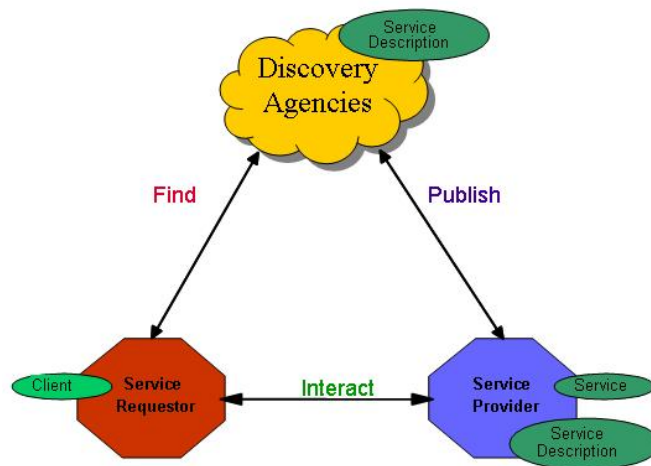 Service
Description
Discovery
Agencies
Find
Publish
Client
Service
Requestor
Interact
Service
Provider
Service
Service
Description